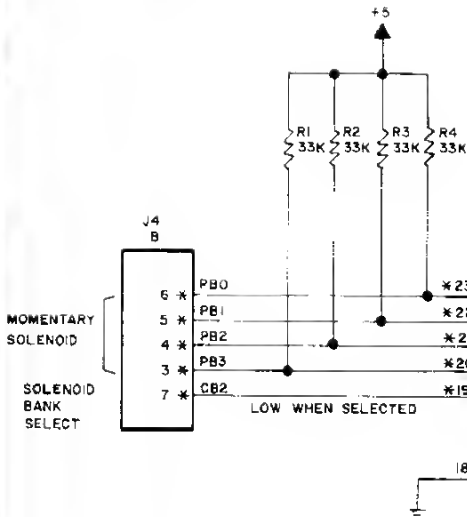 +5
R1 R2 R3 R4
33K 33K 33K 33K
J4
B
6 * PB0 *23
MOMENTARY 5 * PB1
SOLENOID 4 * PB2
3 * PB3
SOLENOID 7 * CB2 *19
BANK LOW WHEN SELECTED
SELECT
18